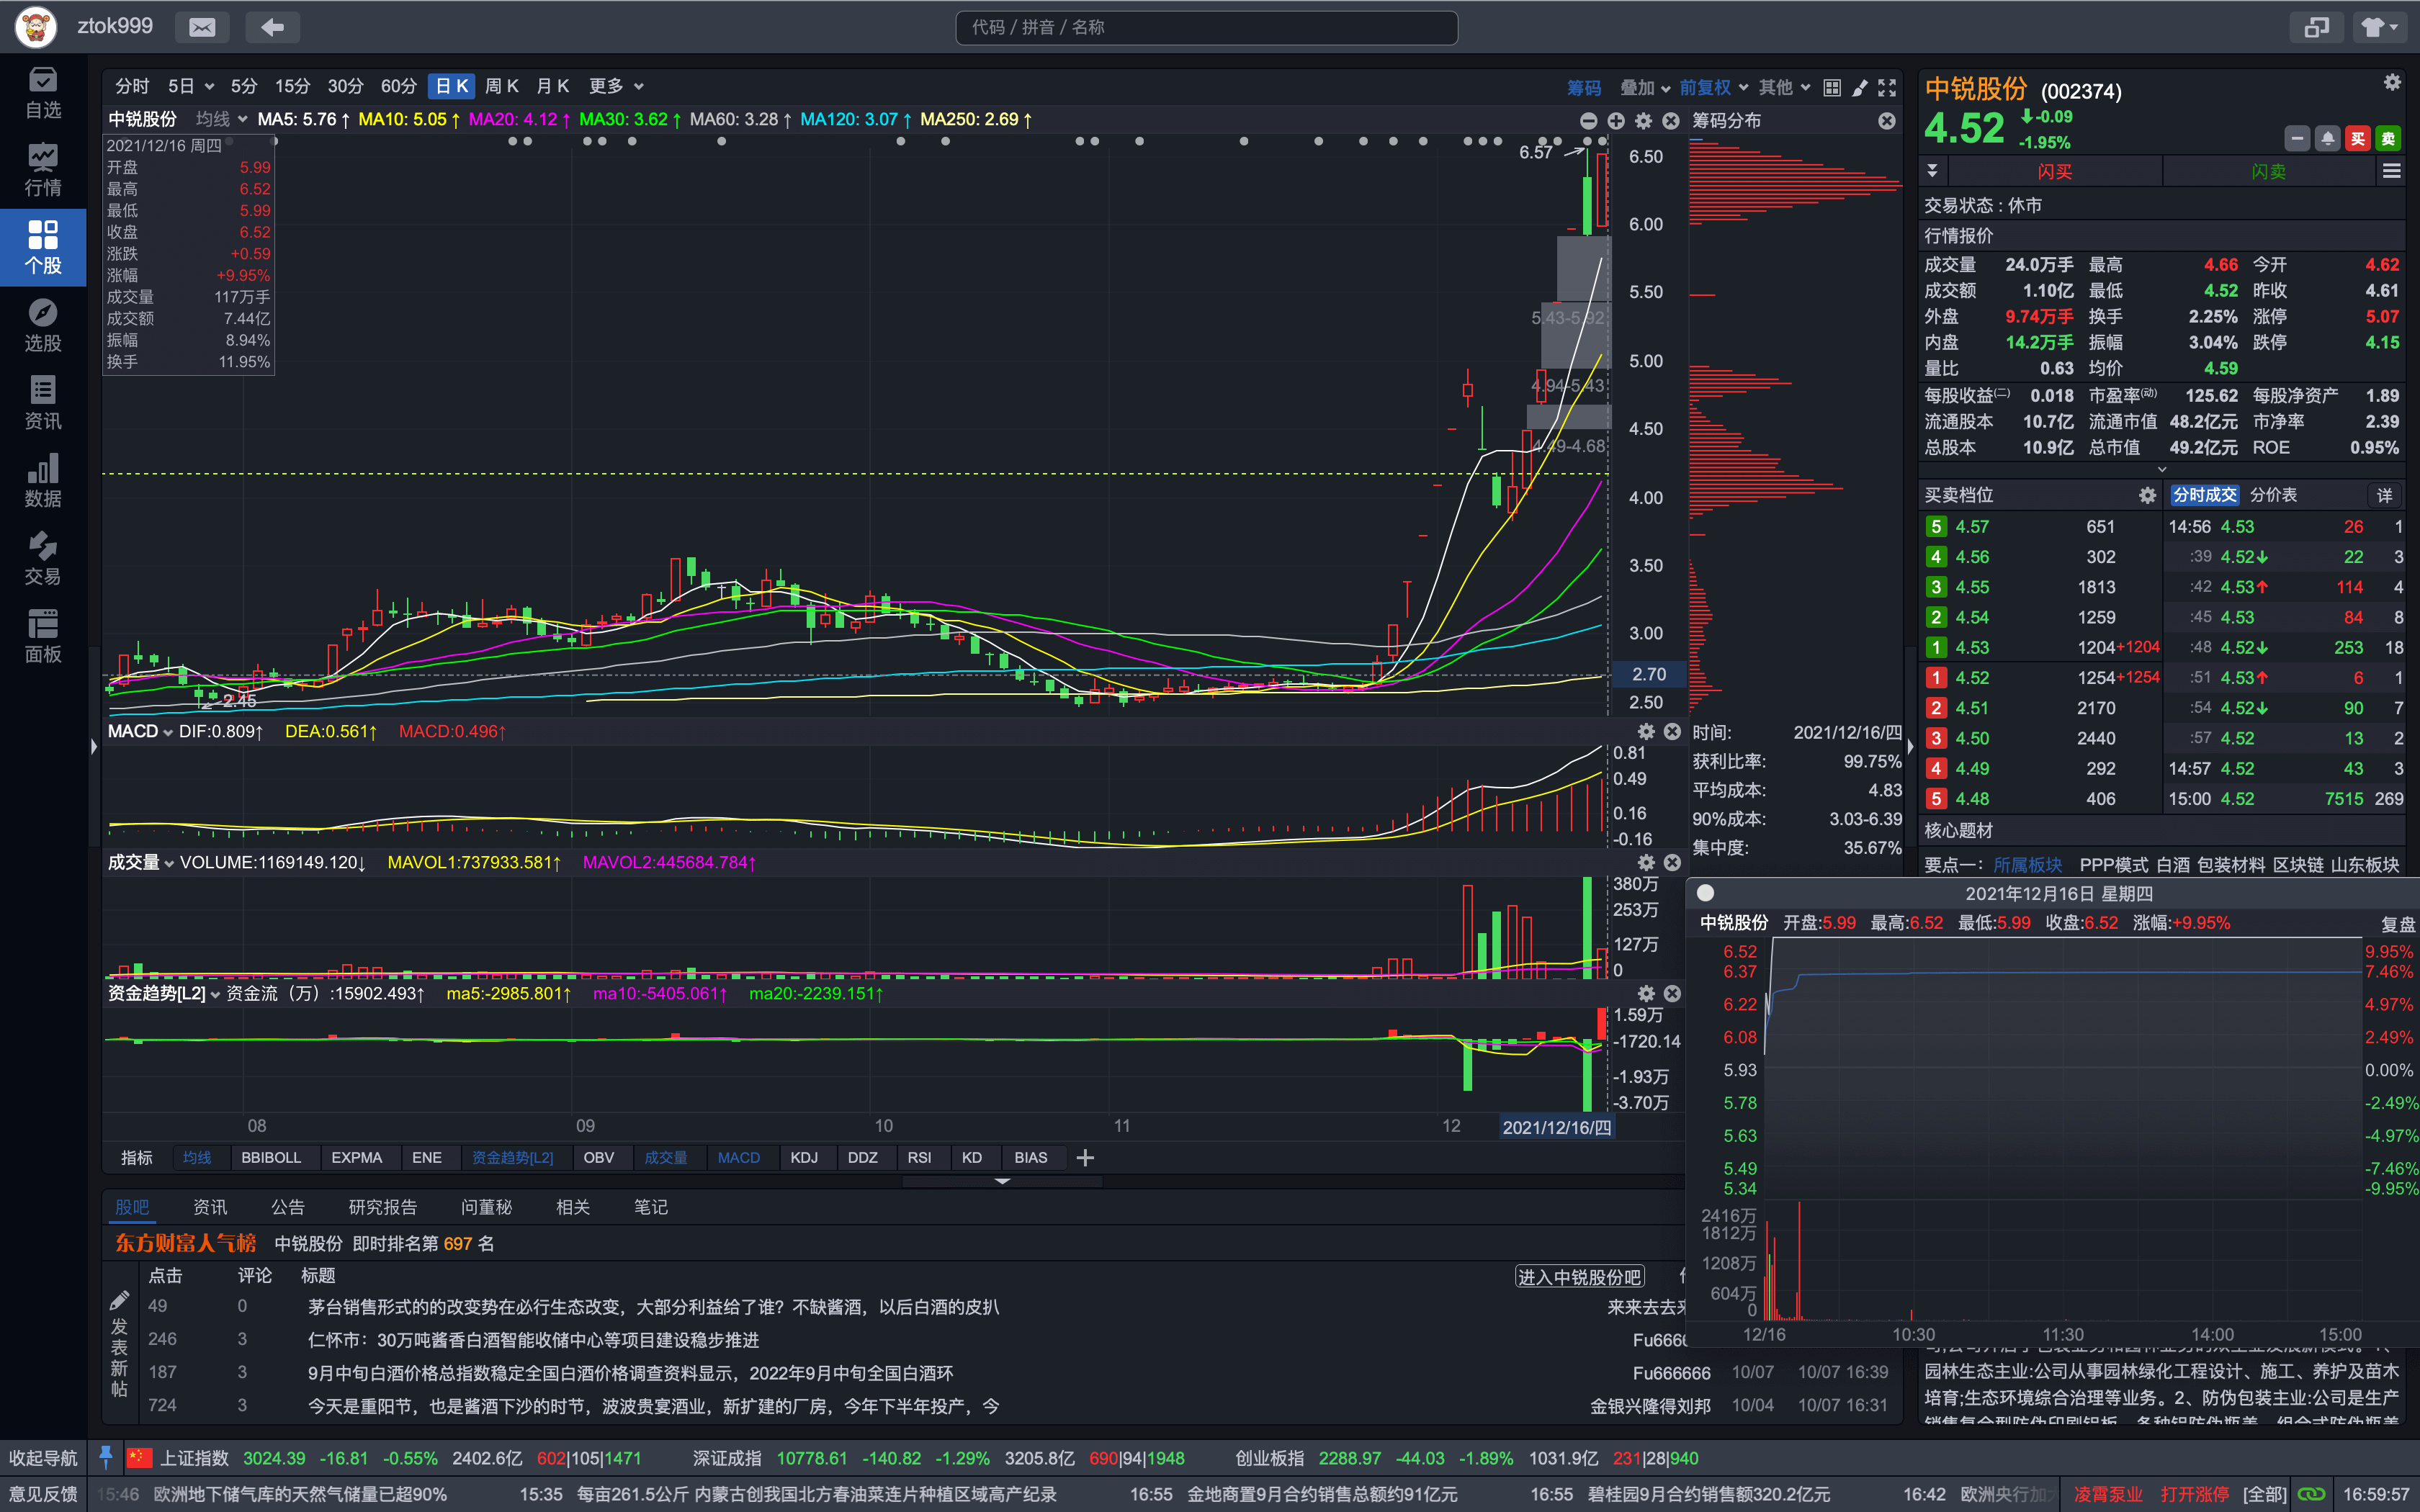 ztok999
代码 / 拼音 / 名称
自选
行情
个股
选股
资讯
数据
交易
面板
分时 5日 5分 15分 30分 60分 日K 周K 月K 更多
筹码 叠加 前复权 其他
中锐股份 均线 MA5: 5.76↑ MA10: 5.05↑ MA20: 4.12↑ MA30: 3.62↑ MA60: 3.28↑ MA120: 3.07↑ MA250: 2.69↑
筹码分布
2021/12/16 周四
开盘 5.99
最高 6.52
最低 5.99
收盘 6.52
涨跌 +0.59
涨幅 +9.95%
成交量 117万手
成交额 7.44亿
振幅 8.94%
换手 11.95%
6.57
5.43-5.92
4.94-5.43
4.49-4.68
2.45
6.50
6.00
5.50
5.00
4.50
4.00
3.50
3.00
2.70
2.50
MACD DIF:0.809↑ DEA:0.561↑ MACD:0.496↑
0.81
0.49
0.16
-0.16
成交量 VOLUME:1169149.120↓ MAVOL1:737933.581↑ MAVOL2:445684.784↑
380万
253万
127万
0
资金趋势[L2] 资金流（万）:15902.493↑ ma5:-2985.801↑ ma10:-5405.061↑ ma20:-2239.151↑
1.59万
-1720.14
-1.93万
-3.70万
08 09 10 11 12 2021/12/16/四
时间: 2021/12/16/四
获利比率: 99.75%
平均成本: 4.83
90%成本: 3.03-6.39
集中度: 35.67%
指标 均线 BBIBOLL EXPMA ENE 资金趋势[L2] OBV 成交量 MACD KDJ DDZ RSI KD BIAS
股吧 资讯 公告 研究报告 问董秘 相关 笔记
东方财富人气榜 中锐股份 即时排名第 697 名
点击 评论 标题 进入中锐股份吧
发表新帖
49 0 茅台销售形式的的改变势在必行生态改变，大部分利益给了谁？不缺酱酒，以后白酒的皮扒 来来去去
246 3 仁怀市：30万吨酱香白酒智能收储中心等项目建设稳步推进 Fu6666
187 3 9月中旬白酒价格总指数稳定全国白酒价格调查资料显示，2022年9月中旬全国白酒环 Fu666666 10/07 10/07 16:39
724 3 今天是重阳节，也是酱酒下沙的时节，波波贵宴酒业，新扩建的厂房，今年下半年投产，今 金银兴隆得刘邦 10/04 10/07 16:31
中锐股份 (002374)
4.52 -0.09
-1.95%
买 卖
闪买 闪卖
交易状态 : 休市
行情报价
成交量 24.0万手 最高 4.66 今开 4.62
成交额 1.10亿 最低 4.52 昨收 4.61
外盘 9.74万手 换手 2.25% 涨停 5.07
内盘 14.2万手 振幅 3.04% 跌停 4.15
量比 0.63 均价 4.59
每股收益(二) 0.018 市盈率(动) 125.62 每股净资产 1.89
流通股本 10.7亿 流通市值 48.2亿元 市净率 2.39
总股本 10.9亿 总市值 49.2亿元 ROE 0.95%
买卖档位 分时成交 分价表 详
5 4.57 651 14:56 4.53 26 1
4 4.56 302 :39 4.52↓ 22 3
3 4.55 1813 :42 4.53↑ 114 4
2 4.54 1259 :45 4.53 84 8
1 4.53 1204+1204 :48 4.52↓ 253 18
1 4.52 1254+1254 :51 4.53↑ 6 1
2 4.51 2170 :54 4.52↓ 90 7
3 4.50 2440 :57 4.52 13 2
4 4.49 292 14:57 4.52 43 3
5 4.48 406 15:00 4.52 7515 269
核心题材
要点一： 所属板块 PPP模式 白酒 包装材料 区块链 山东板块
2021年12月16日 星期四
中锐股份 开盘:5.99 最高:6.52 最低:5.99 收盘:6.52 涨幅:+9.95% 复盘
6.52 9.95%
6.37 7.46%
6.22 4.97%
6.08 2.49%
5.93 0.00%
5.78 -2.49%
5.63 -4.97%
5.49 -7.46%
5.34 -9.95%
2416万
1812万
1208万
604万
0
12/16 10:30 11:30 14:00 15:00
园林生态主业:公司从事园林绿化工程设计、施工、养护及苗木
培育;生态环境综合治理等业务。2、防伪包装主业:公司是生产
销售复合型防伪印刷铝板、各种铝防伪瓶盖、组合式防伪瓶盖
收起导航 上证指数 3024.39 -16.81 -0.55% 2402.6亿 602|105|1471 深证成指 10778.61 -140.82 -1.29% 3205.8亿 690|94|1948 创业板指 2288.97 -44.03 -1.89% 1031.9亿 231|28|940
意见反馈 15:46 欧洲地下储气库的天然气储量已超90% 15:35 每亩261.5公斤 内蒙古创我国北方春油菜连片种植区域高产纪录 16:55 金地商置9月合约销售总额约91亿元 16:55 碧桂园9月合约销售额320.2亿元 16:42 欧洲央行加 凌霄泵业 打开涨停 [全部] 16:59:57